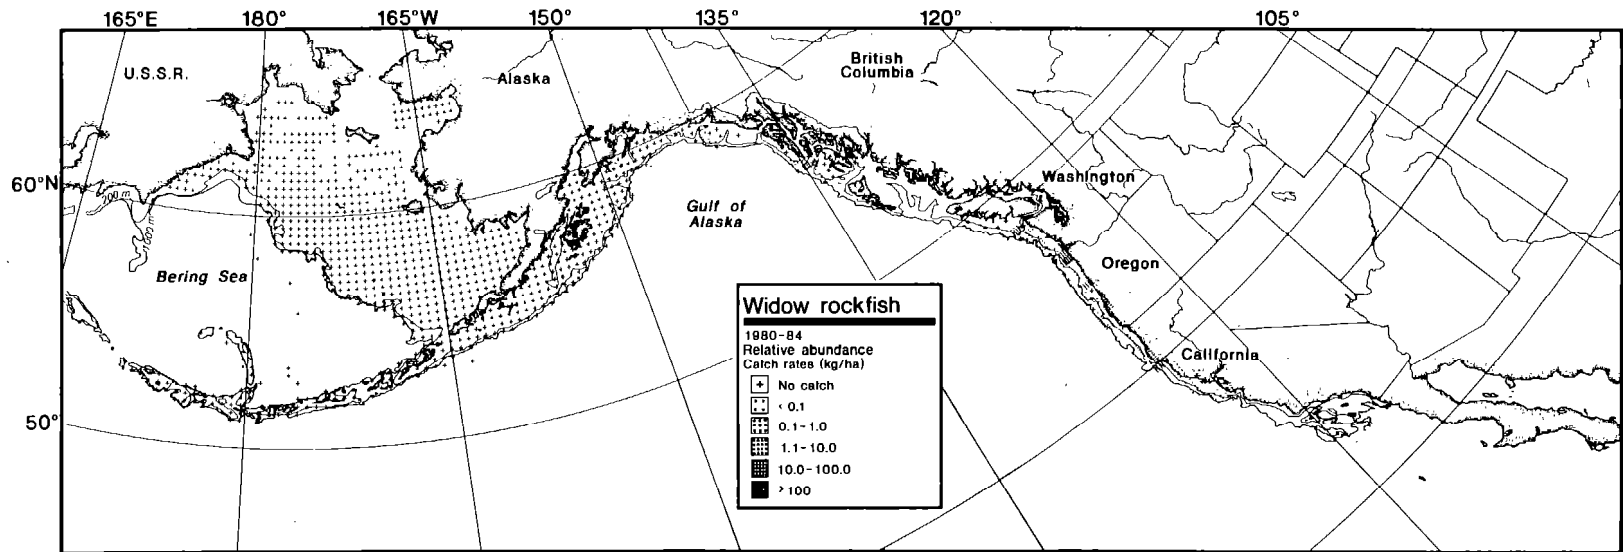 165°E 180° 165°W 150° 135° 120° 105°
U.S.S.R.
Alaska
British
Columbia
60°N
200 m
1000 m
Washington
Gulf of
Alaska
Bering Sea
Oregon
Widow rockfish
1980-84
Relative abundance
Catch rates (kg/ha)
No catch
< 0.1
0.1-1.0
1.1-10.0
10.0-100.0
> 100
California
50°